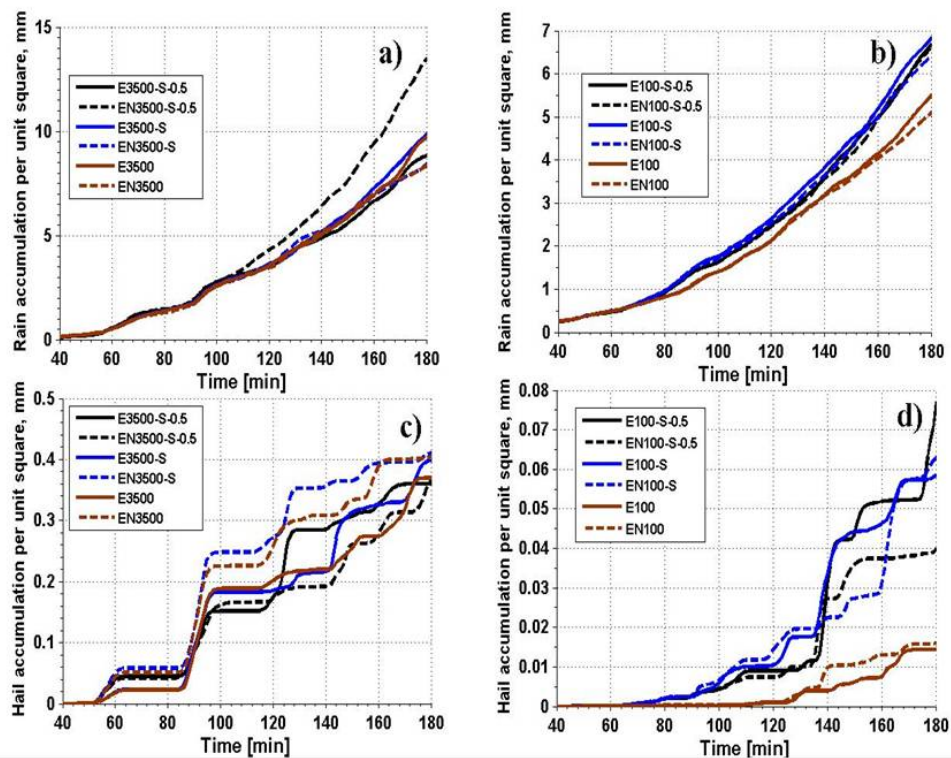 a)
Rain accumulation per unit square, mm
15
10
5
0
E3500-S-0.5
EN3500-S-0.5
E3500-S
EN3500-S
E3500
EN3500
40 60 80 100 120 140 160 180
Time [min]
b)
Rain accumulation per unit square, mm
7
6
5
4
3
2
1
0
E100-S-0.5
EN100-S-0.5
E100-S
EN100-S
E100
EN100
40 60 80 100 120 140 160 180
Time [min]
c)
Hail accumulation per unit square, mm
0.5
0.4
0.3
0.2
0.1
0
E3500-S-0.5
EN3500-S-0.5
E3500-S
EN3500-S
E3500
EN3500
40 60 80 100 120 140 160 180
Time [min]
d)
Hail accumulation per unit square, mm
0.08
0.07
0.06
0.05
0.04
0.03
0.02
0.01
0
E100-S-0.5
EN100-S-0.5
E100-S
EN100-S
E100
EN100
40 60 80 100 120 140 160 180
Time [min]